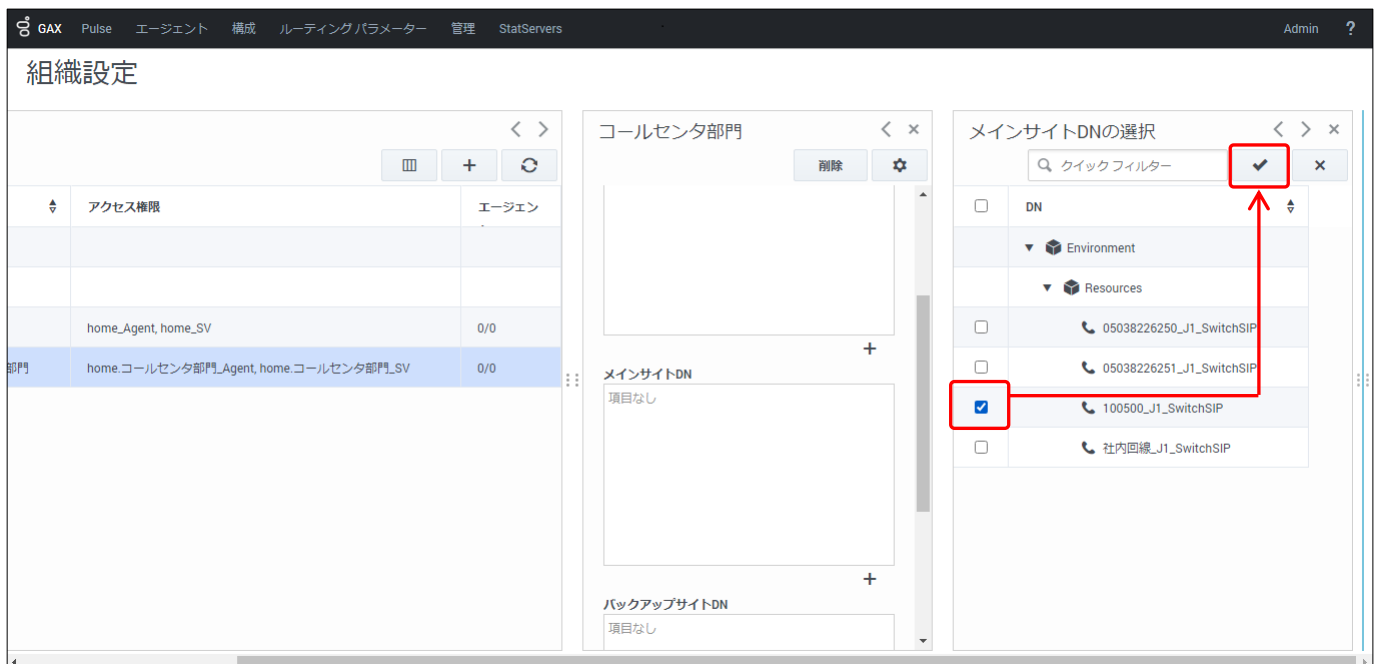 GAX Pulse エージェント 構成 ルーティング パラメーター 管理 StatServers Admin ?
組織設定
アクセス権限
エージェン
home_Agent, home_SV
0/0
部門
home.コールセンタ部門_Agent, home.コールセンタ部門_SV
0/0
コールセンタ部門
削除
メインサイトDN
項目なし
バックアップサイトDN
項目なし
メインサイトDNの選択
クイック フィルター
DN
Environment
Resources
05038226250_J1_SwitchSIP
05038226251_J1_SwitchSIP
100500_J1_SwitchSIP
社内回線_J1_SwitchSIP